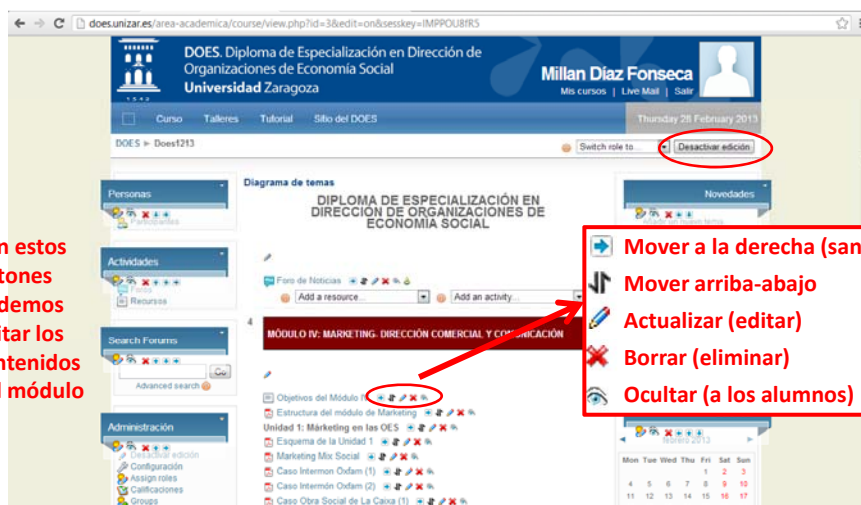 does.unizar.es/area-academica/course/view.php?id=3&edit=on&sesskey=IMPPOU8fR5
DOES. Diploma de Especialización en Dirección de
Organizaciones de Economía Social
Universidad Zaragoza
1542
Millan Díaz Fonseca
Mis cursos | Live Mail | Salir
Curso Talleres Tutorial Sitio del DOES
Thursday 28 February 2013
DOES ► Does1213
Switch role to...
Desactivar edición
Personas
Participantes
Actividades
Foros
Recursos
Search Forums
Go
Advanced search
Administración
Desactivar edición
Configuración
Assign roles
Calificaciones
Groups
n estos
tones
demos
itar los
ntenidos
l módulo
Diagrama de temas
DIPLOMA DE ESPECIALIZACIÓN EN
DIRECCION DE ORGANIZACIONES DE
ECONOMÍA SOCIAL
Foro de Noticias
Add a resource...
Add an activity...
4
MÓDULO IV: MARKETING- DIRECCIÓN COMERCIAL Y COMUNICACIÓN
Objetivos del Módulo
Estructura del módulo de Marketing
Unidad 1: Márketing en las OES
Esquema de la Unidad 1
Marketing Mix Social
Caso Intermon Oxfam (1)
Caso Intermón Oxfam (2)
Caso Obra Social de La Caixa (1)
Novedades
Añadir un nuevo tema
Mover a la derecha (san
Mover arriba-abajo
Actualizar (editar)
Borrar (eliminar)
Ocultar (a los alumnos)
febrero 2013
Mon Tue Wed Thu Fri Sat Sun
1 2 3
4 5 6 7 8 9 10
11 12 13 14 15 16 17